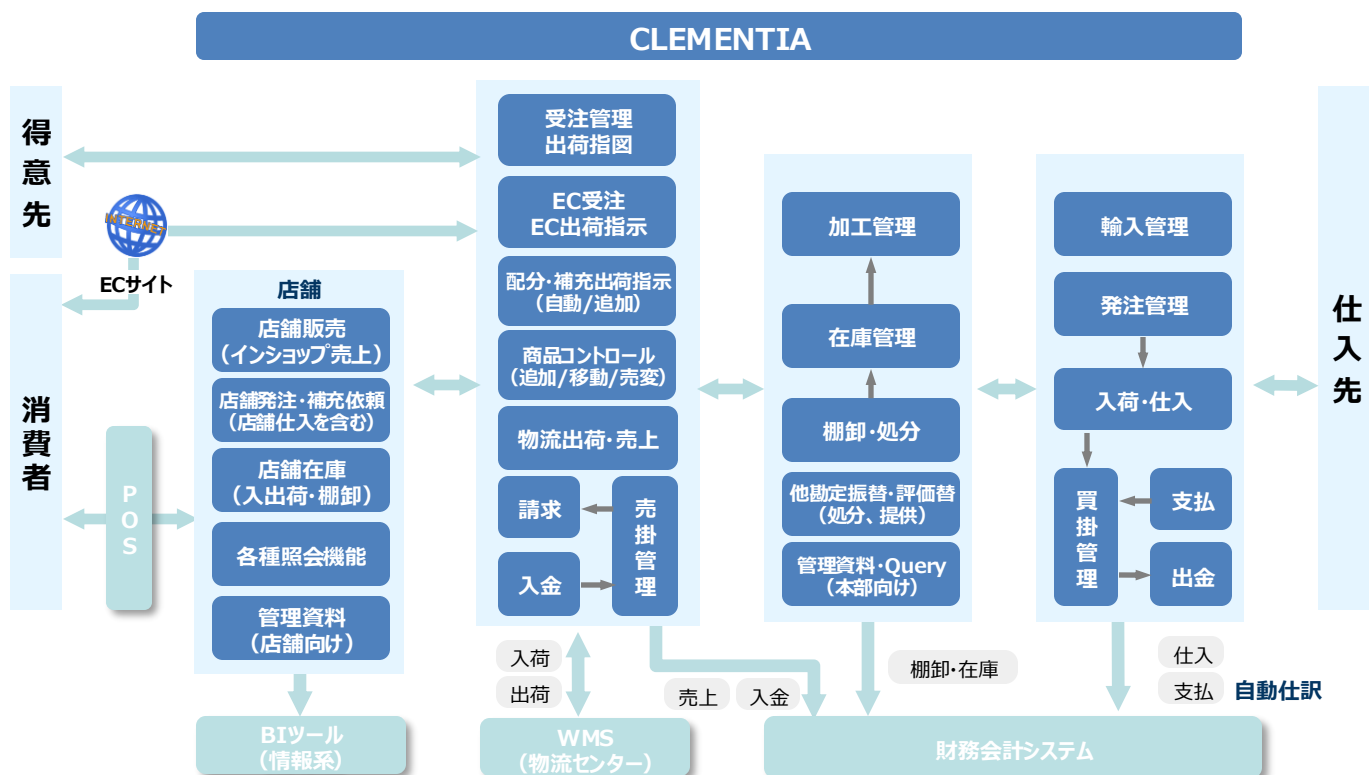 CLEMENTIA
得意先
INTERNET
ECサイト
消費者
POS
店舗
店舗販売
（インショップ売上）
店舗発注・補充依頼
（店舗仕入を含む）
店舗在庫
（入出荷・棚卸）
各種照会機能
管理資料
（店舗向け）
BIツール
（情報系）
受注管理
出荷指図
EC受注
EC出荷指示
配分・補充出荷指示
（自動/追加）
商品コントロール
（追加/移動/売変）
物流出荷・売上
請求
入金
売掛管理
入荷
出荷
WMS
（物流センター）
売上
入金
加工管理
在庫管理
棚卸・処分
他勘定振替・評価替
（処分、提供）
管理資料・Query
（本部向け）
棚卸・在庫
輸入管理
発注管理
入荷・仕入
買掛管理
支払
出金
仕入
支払
自動仕訳
財務会計システム
仕入先